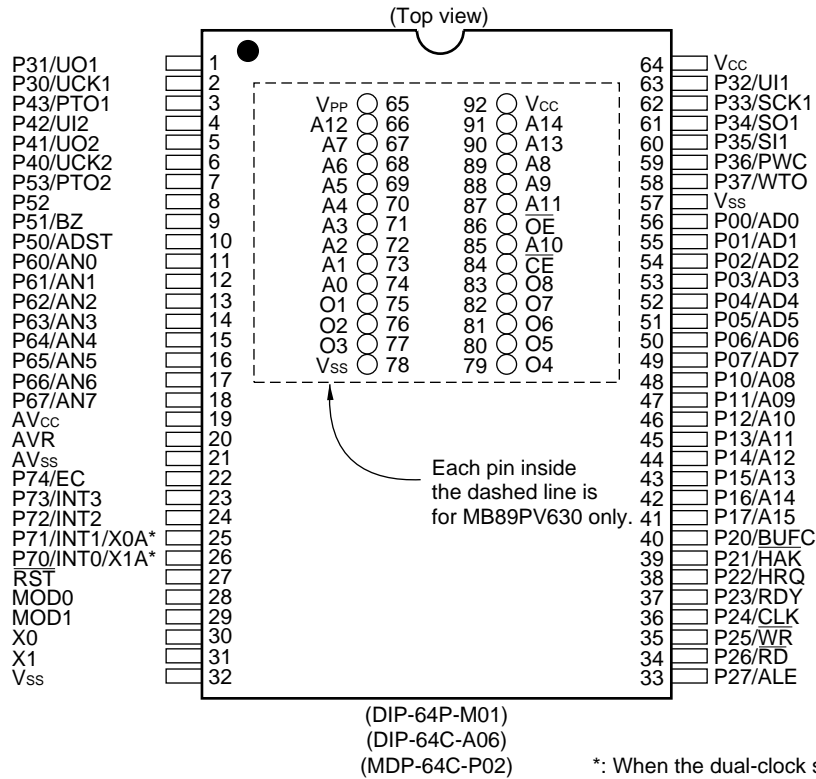 (Top view)
P31/UO1 1
P30/UCK1 2
P43/PTO1 3
P42/UI2 4
P41/UO2 5
P40/UCK2 6
P53/PTO2 7
P52 8
P51/BZ 9
P50/ADST 10
P60/AN0 11
P61/AN1 12
P62/AN2 13
P63/AN3 14
P64/AN4 15
P65/AN5 16
P66/AN6 17
P67/AN7 18
AVcc 19
AVR 20
AVss 21
P74/EC 22
P73/INT3 23
P72/INT2 24
P71/INT1/X0A* 25
P70/INT0/X1A* 26
RST 27
MOD0 28
MOD1 29
X0 30
X1 31
Vss 32
VPP 65 92 Vcc
A12 66 91 A14
A7 67 90 A13
A6 68 89 A8
A5 69 88 A9
A4 70 87 A11
A3 71 86 OE
A2 72 85 A10
A1 73 84 CE
A0 74 83 O8
O1 75 82 O7
O2 76 81 O6
O3 77 80 O5
Vss 78 79 O4
Each pin inside
the dashed line is
for MB89PV630 only.
64 Vcc
63 P32/UI1
62 P33/SCK1
61 P34/SO1
60 P35/SI1
59 P36/PWC
58 P37/WTO
57 Vss
56 P00/AD0
55 P01/AD1
54 P02/AD2
53 P03/AD3
52 P04/AD4
51 P05/AD5
50 P06/AD6
49 P07/AD7
48 P10/A08
47 P11/A09
46 P12/A10
45 P13/A11
44 P14/A12
43 P15/A13
42 P16/A14
41 P17/A15
40 P20/BUFC
39 P21/HAK
38 P22/HRQ
37 P23/RDY
36 P24/CLK
35 P25/WR
34 P26/RD
33 P27/ALE
(DIP-64P-M01)
(DIP-64C-A06)
(MDP-64C-P02)
*: When the dual-clock s